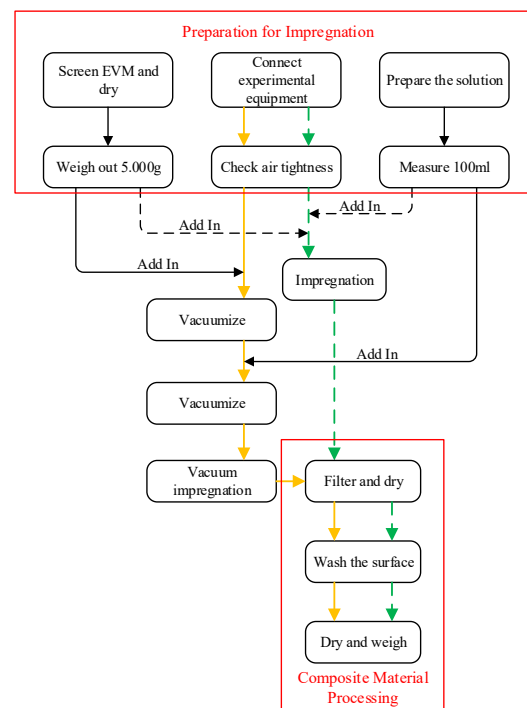 Preparation for Impregnation
Screen EVM and
dry
Connect
experimental
equipment
Prepare the solution
Weigh out 5.000g
Check air tightness
Measure 100ml
Add In
Add In
Add In
Impregnation
Vacuumize
Add In
Vacuumize
Vacuum
impregnation
Filter and dry
Wash the surface
Dry and weigh
Composite Material
Processing